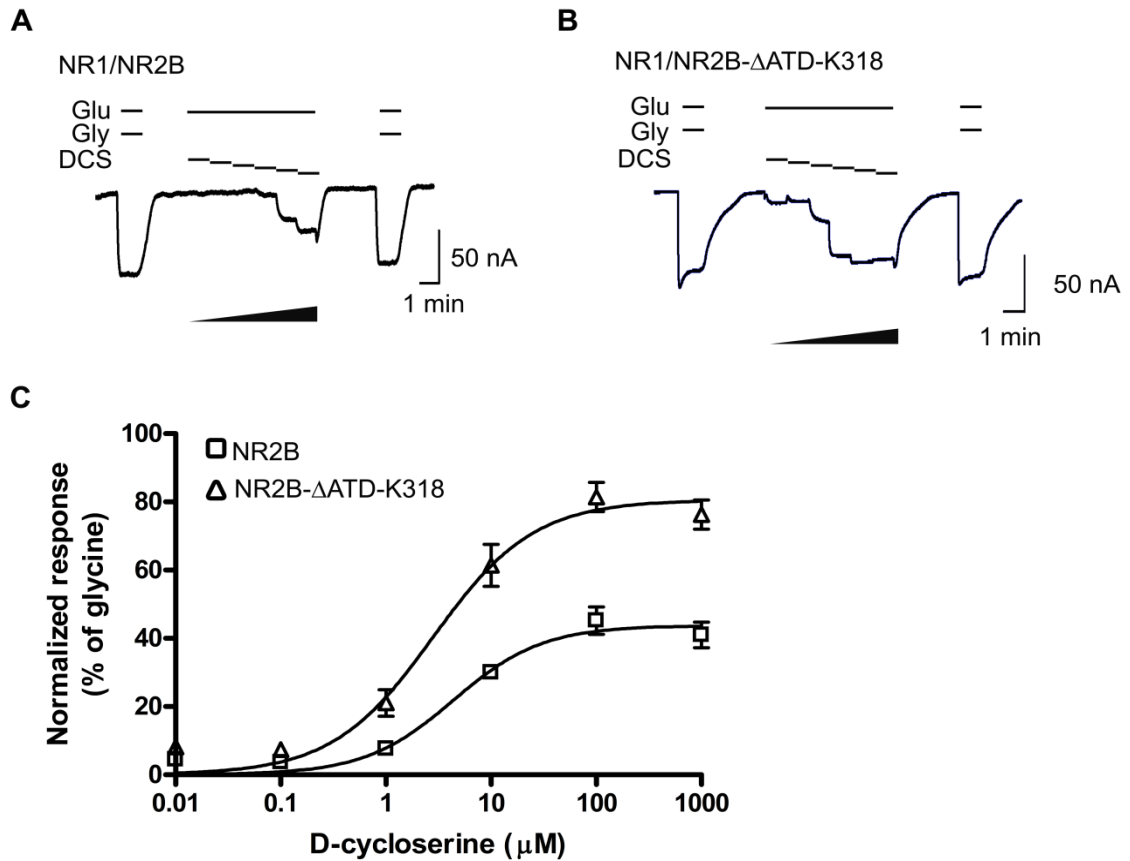 A
NR1/NR2B
Glu
Gly
DCS
50 nA
1 min
B
NR1/NR2B-ΔATD-K318
Glu
Gly
DCS
50 nA
1 min
C
Normalized response
(% of glycine)
100
80
60
40
20
0
NR2B
NR2B-ΔATD-K318
0.01
0.1
1
10
100
1000
D-cycloserine (μM)